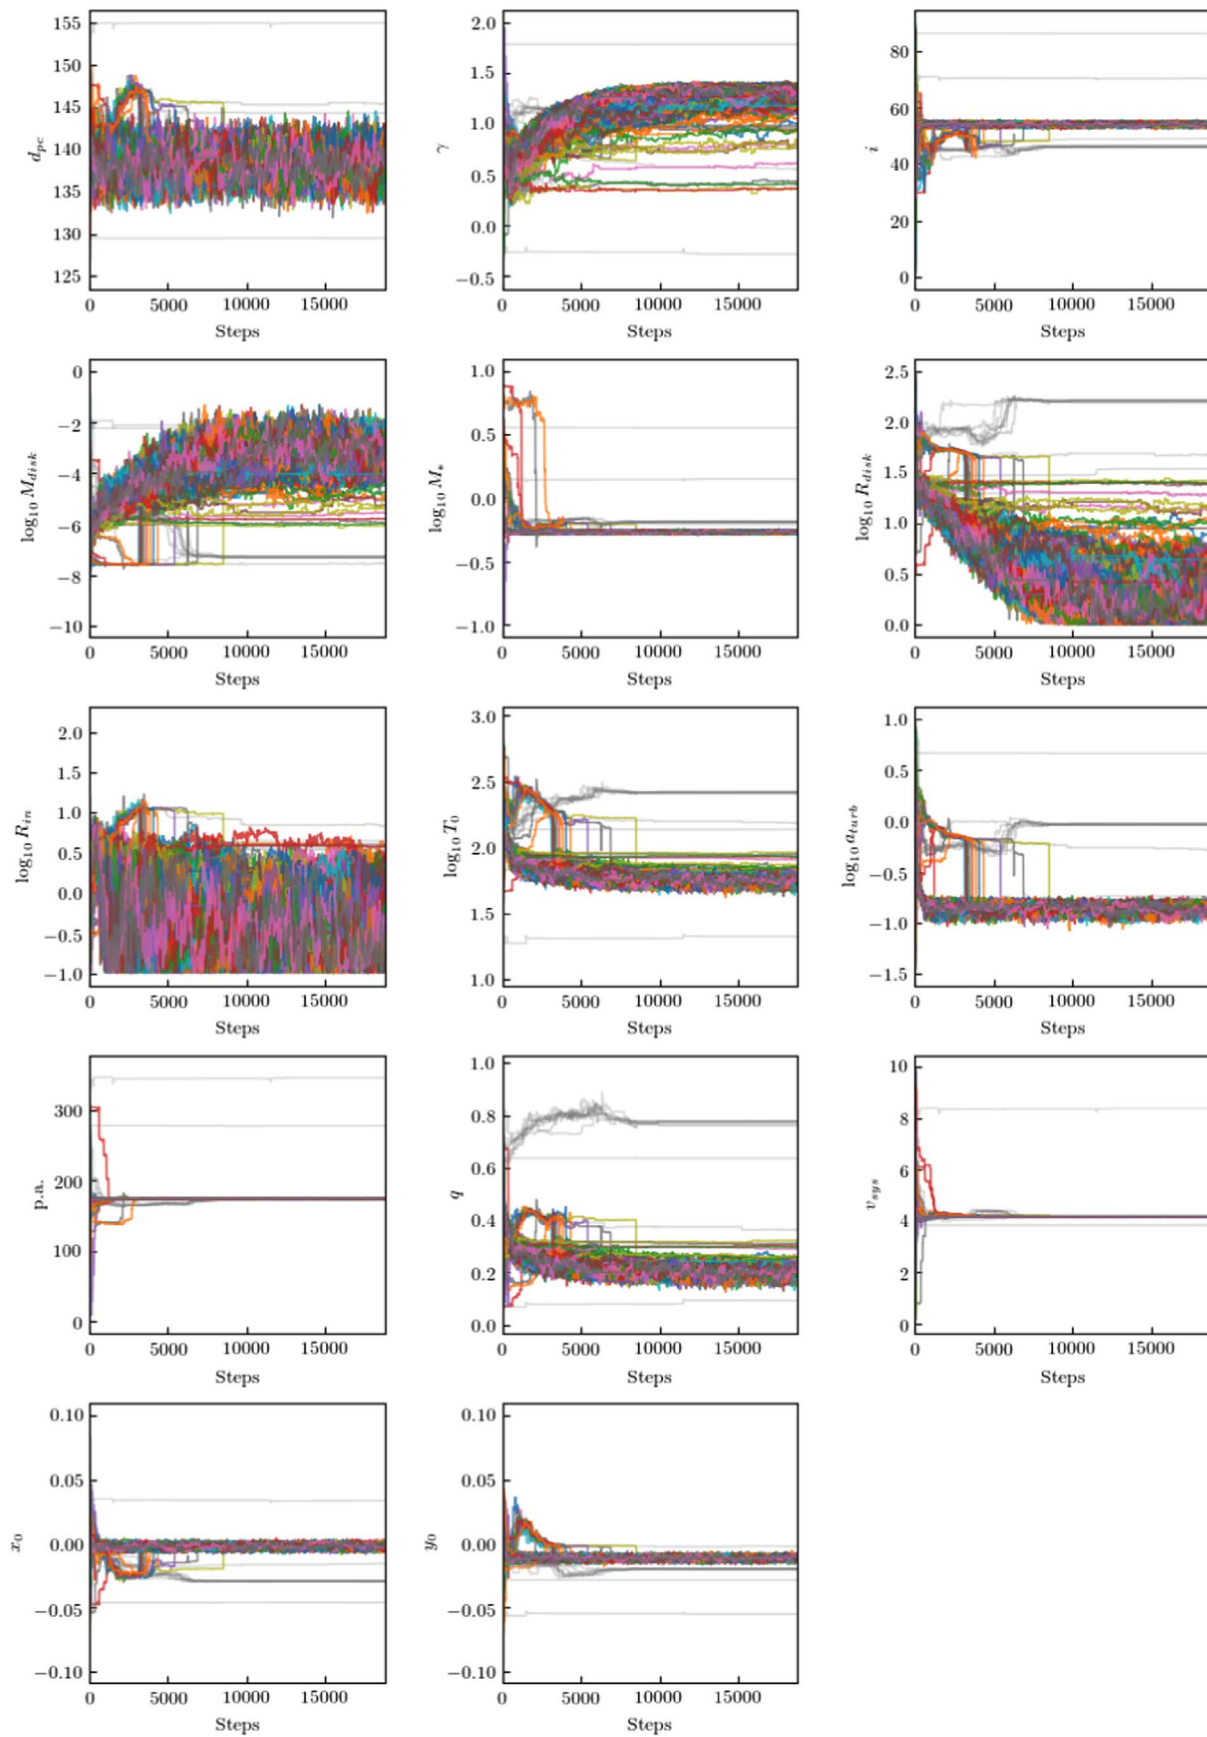 155
150
145
140
135
130
125
d_pc
0 5000 10000 15000
Steps
2.0
1.5
1.0
0.5
0.0
−0.5
γ
0 5000 10000 15000
Steps
80
60
40
20
0
i
0 5000 10000 15000
Steps
0
−2
−4
−6
−8
−10
log₁₀ M_disk
0 5000 10000 15000
Steps
1.0
0.5
0.0
−0.5
−1.0
log₁₀ M_*
0 5000 10000 15000
Steps
2.5
2.0
1.5
1.0
0.5
0.0
log₁₀ R_disk
0 5000 10000 15000
Steps
2.0
1.5
1.0
0.5
0.0
−0.5
−1.0
log₁₀ R_in
0 5000 10000 15000
Steps
3.0
2.5
2.0
1.5
1.0
log₁₀ T₀
0 5000 10000 15000
Steps
1.0
0.5
0.0
−0.5
−1.0
−1.5
log₁₀ a_turb
0 5000 10000 15000
Steps
300
200
100
0
p.a.
0 5000 10000 15000
Steps
1.0
0.8
0.6
0.4
0.2
0.0
q
0 5000 10000 15000
Steps
10
8
6
4
2
0
v_sys
0 5000 10000 15000
Steps
0.10
0.05
0.00
−0.05
−0.10
x₀
0 5000 10000 15000
Steps
0.10
0.05
0.00
−0.05
−0.10
y₀
0 5000 10000 15000
Steps